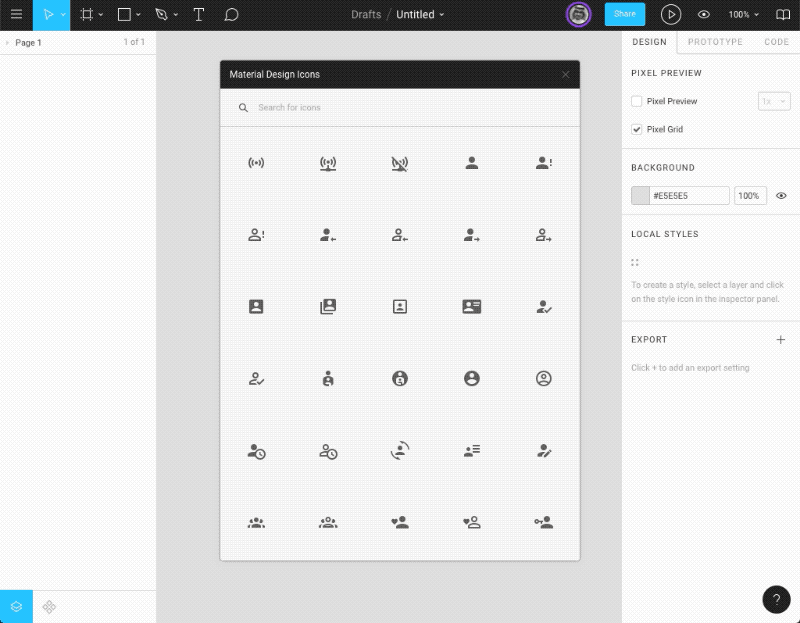 Drafts / Untitled
Share
100%
Page 1
1 of 1
DESIGN
PROTOTYPE
CODE
Material Design Icons
Search for icons
PIXEL PREVIEW
Pixel Preview
1x
Pixel Grid
BACKGROUND
#E5E5E5
100%
LOCAL STYLES
To create a style, select a layer and click
on the style icon in the inspector panel.
EXPORT
Click + to add an export setting
?